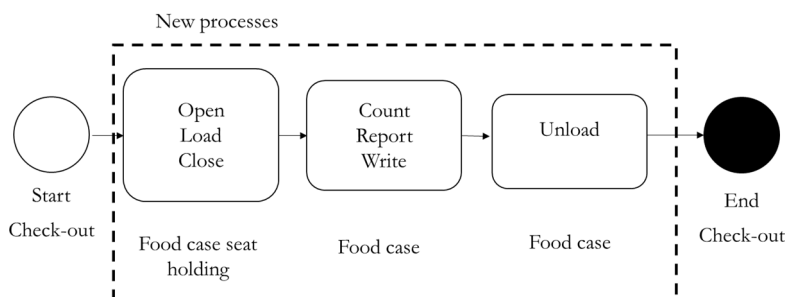 New processes
Open
Load
Close
Count
Report
Write
Unload
Start
Check-out
Food case seat
holding
Food case
Food case
End
Check-out